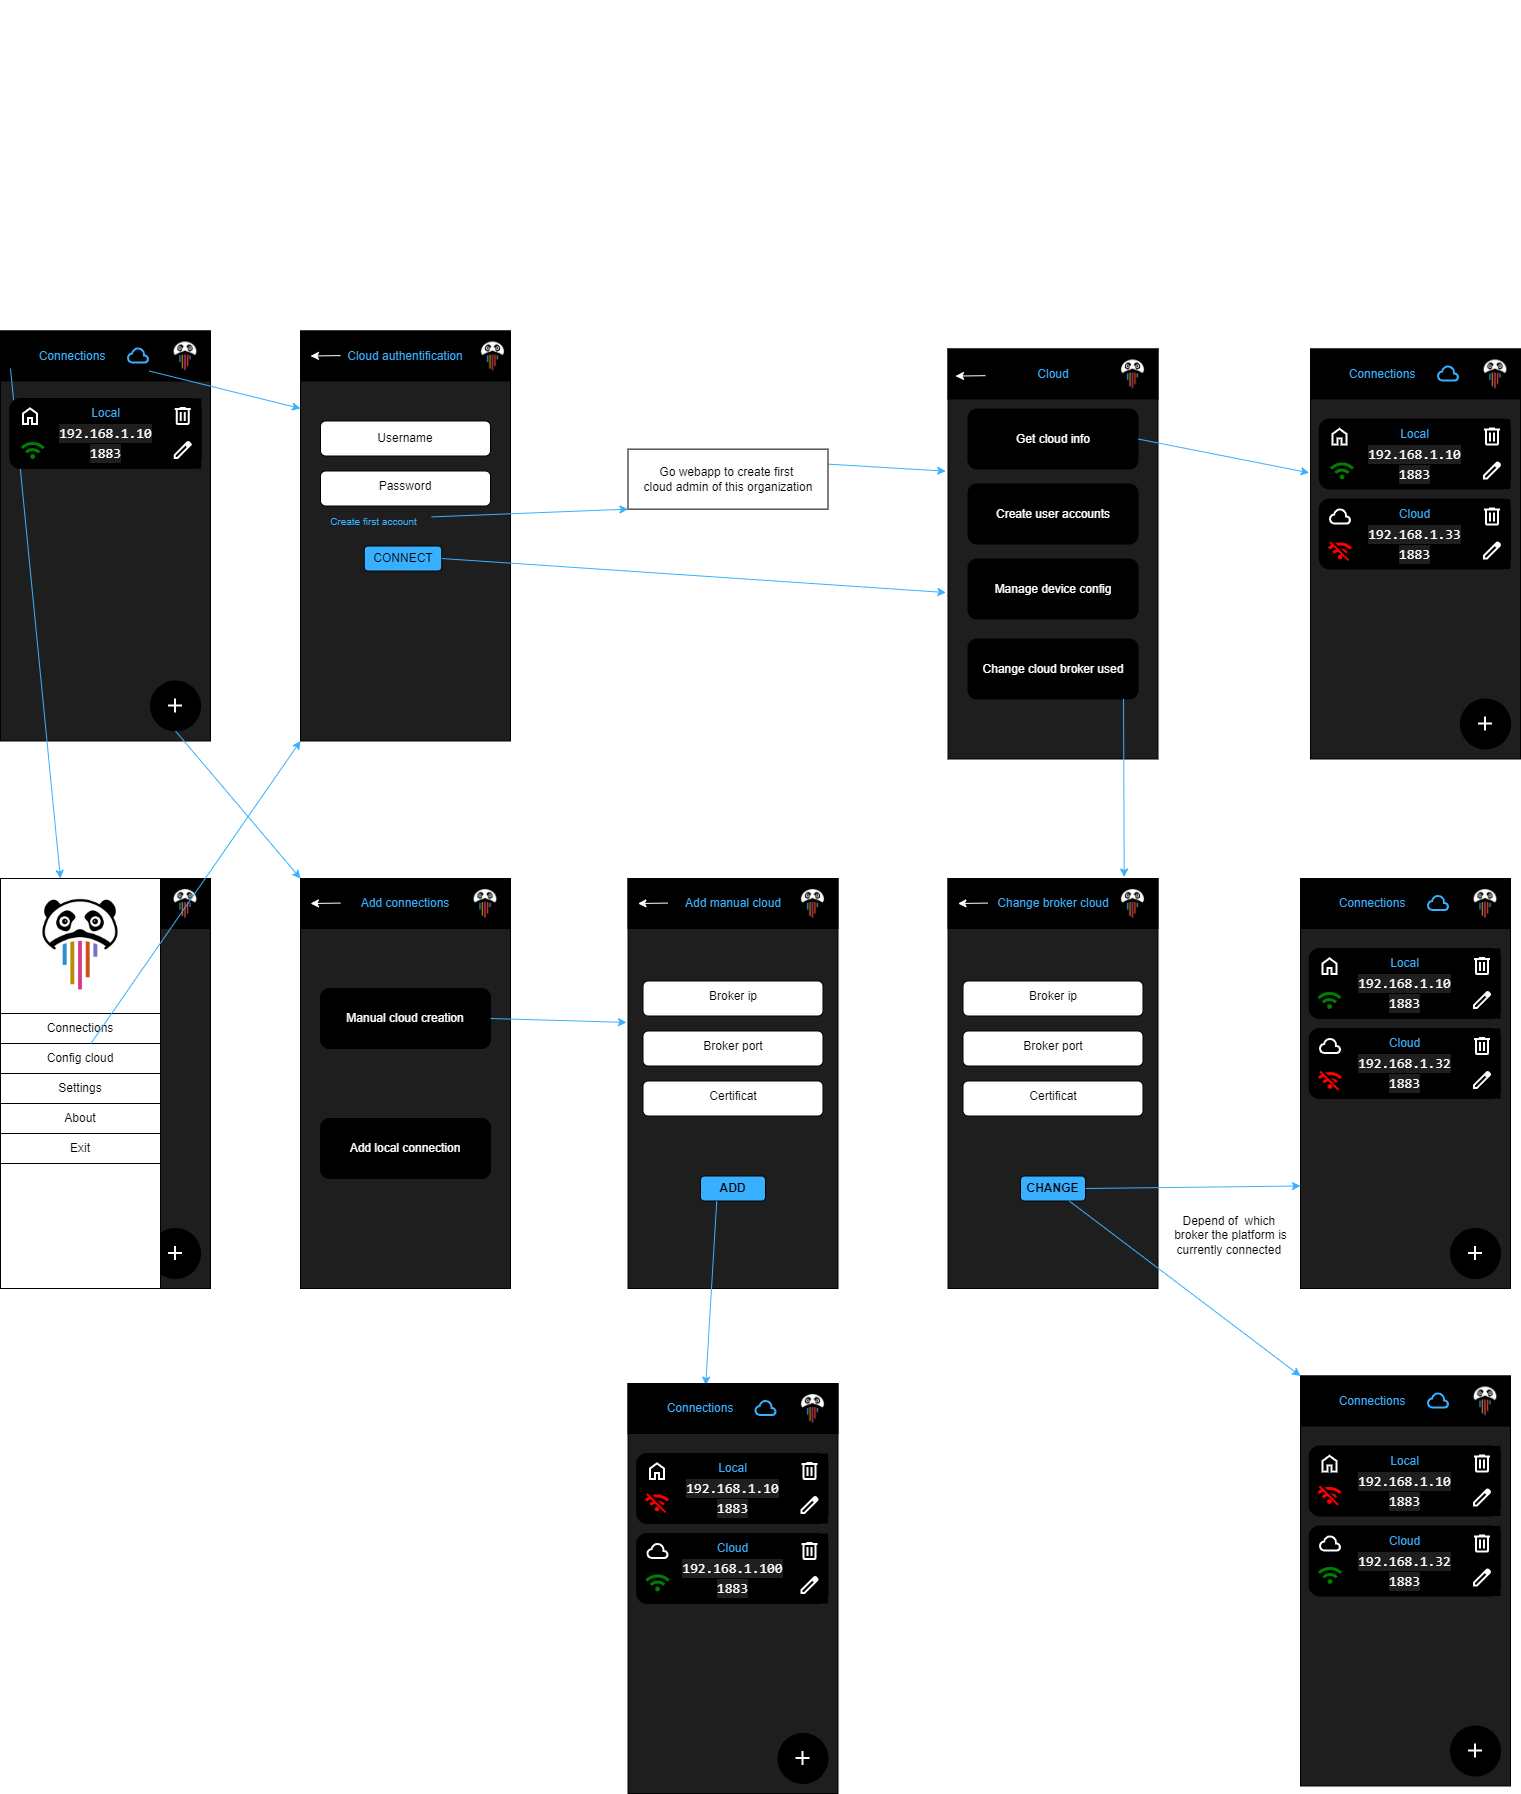 Connections
Local
192.168.1.10
1883
+
Cloud authentification
Username
Password
Create first account
CONNECT
Go webapp to create first
cloud admin of this organization
Cloud
Get cloud info
Create user accounts
Manage device config
Change cloud broker used
Connections
Local
192.168.1.10
1883
Cloud
192.168.1.33
1883
+
Connections
Config cloud
Settings
About
Exit
+
Add connections
Manual cloud creation
Add local connection
Add manual cloud
Broker ip
Broker port
Certificat
ADD
Change broker cloud
Broker ip
Broker port
Certificat
CHANGE
Depend of which
broker the platform is
currently connected
Connections
Local
192.168.1.10
1883
Cloud
192.168.1.32
1883
+
Connections
Local
192.168.1.10
1883
Cloud
192.168.1.100
1883
+
Connections
Local
192.168.1.10
1883
Cloud
192.168.1.32
1883
+